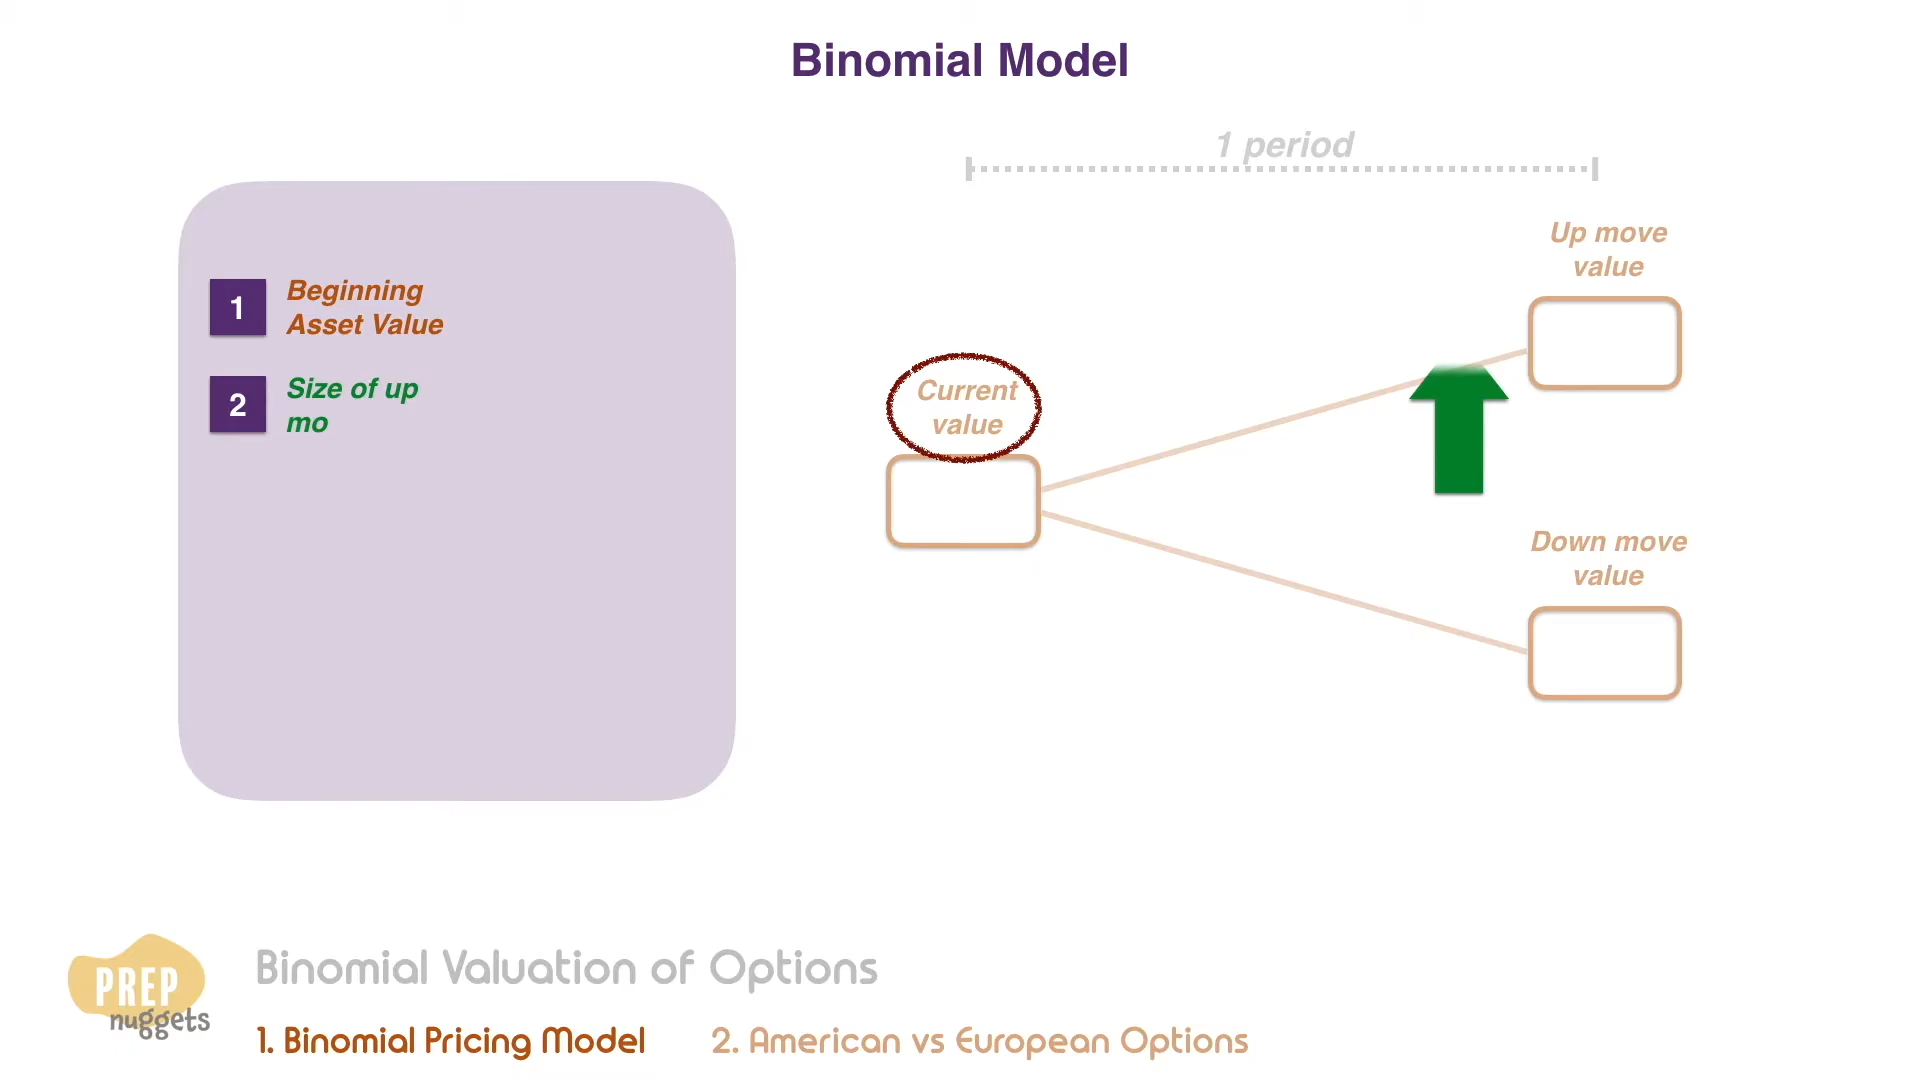 Binomial Model
1 period
1
Beginning
Asset Value
2
Size of up
mo
Current
value
Up move
value
Down move
value
PREP
nuggets
Binomial Valuation of Options
1. Binomial Pricing Model
2. American vs European Options